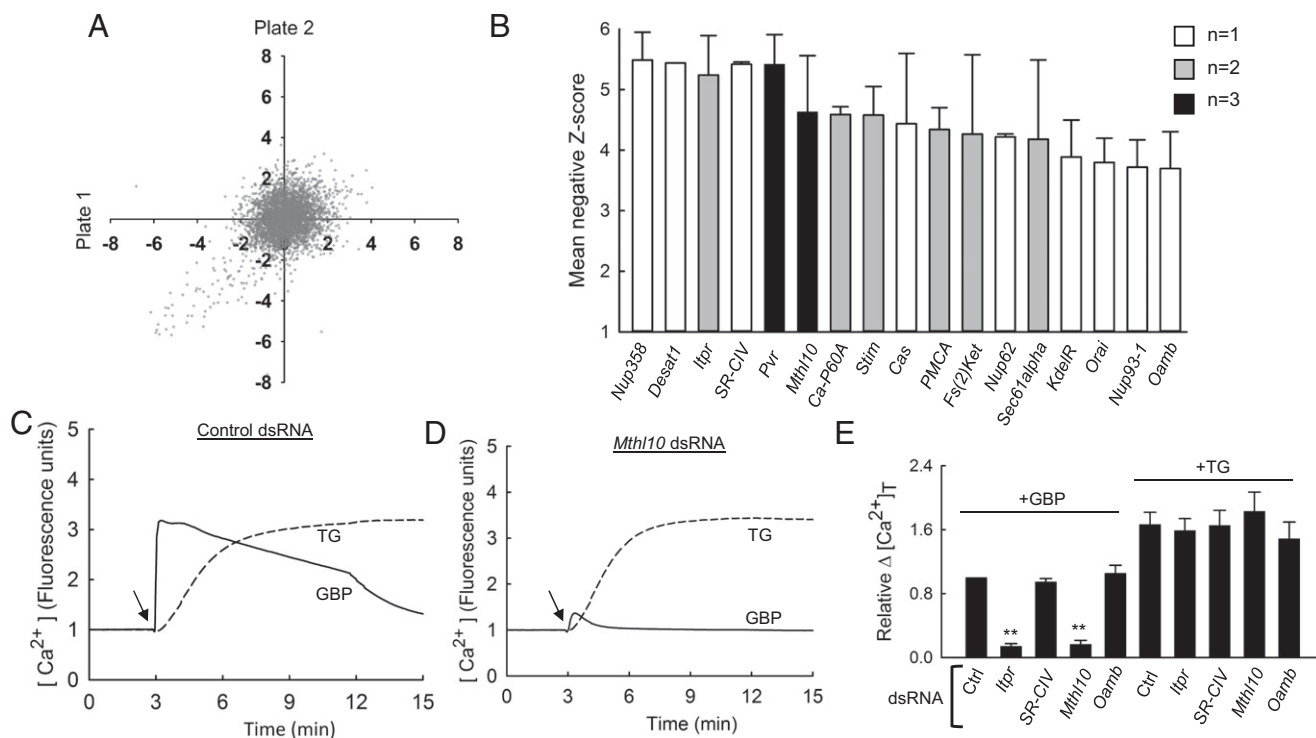 A
Plate 2
Plate 1
8
6
4
2
-2
-4
-6
-8
-8 -6 -4 -2 0 2 4 6 8
B
Mean negative Z-score
6
5
4
3
2
1
n=1
n=2
n=3
Nup358
Desat1
Itpr
SR-CIV
Pvr
Mthl10
Ca-P60A
Stim
Cas
PMCA
Fs(2)Ket
Nup62
Sec61alpha
KdelR
Orai
Nup93-1
Oamb
C
Control dsRNA
[ Ca2+ ] (Fluorescence units)
5
4
3
2
1
0
TG
GBP
0 3 6 9 12 15
Time (min)
D
Mthl10 dsRNA
[ Ca2+ ] (Fluorescence units)
5
4
3
2
1
0
TG
GBP
0 3 6 9 12 15
Time (min)
E
Relative Δ [Ca2+]T
2.4
1.6
0.8
0.0
+GBP
+TG
**
**
dsRNA
Ctrl
Itpr
SR-CIV
Mthl10
Oamb
Ctrl
Itpr
SR-CIV
Mthl10
Oamb